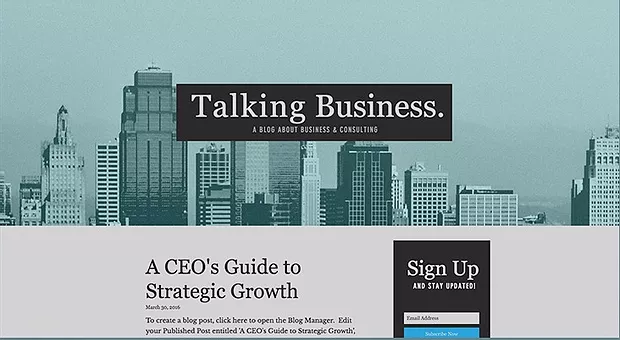 Talking Business.
A BLOG ABOUT BUSINESS & CONSULTING
A CEO's Guide to
Strategic Growth
March 30, 2016
To create a blog post, click here to open the Blog Manager.  Edit
your Published Post entitled 'A CEO's Guide to Strategic Growth',
Sign Up
AND STAY UPDATED!
Email Address
Subscribe Now